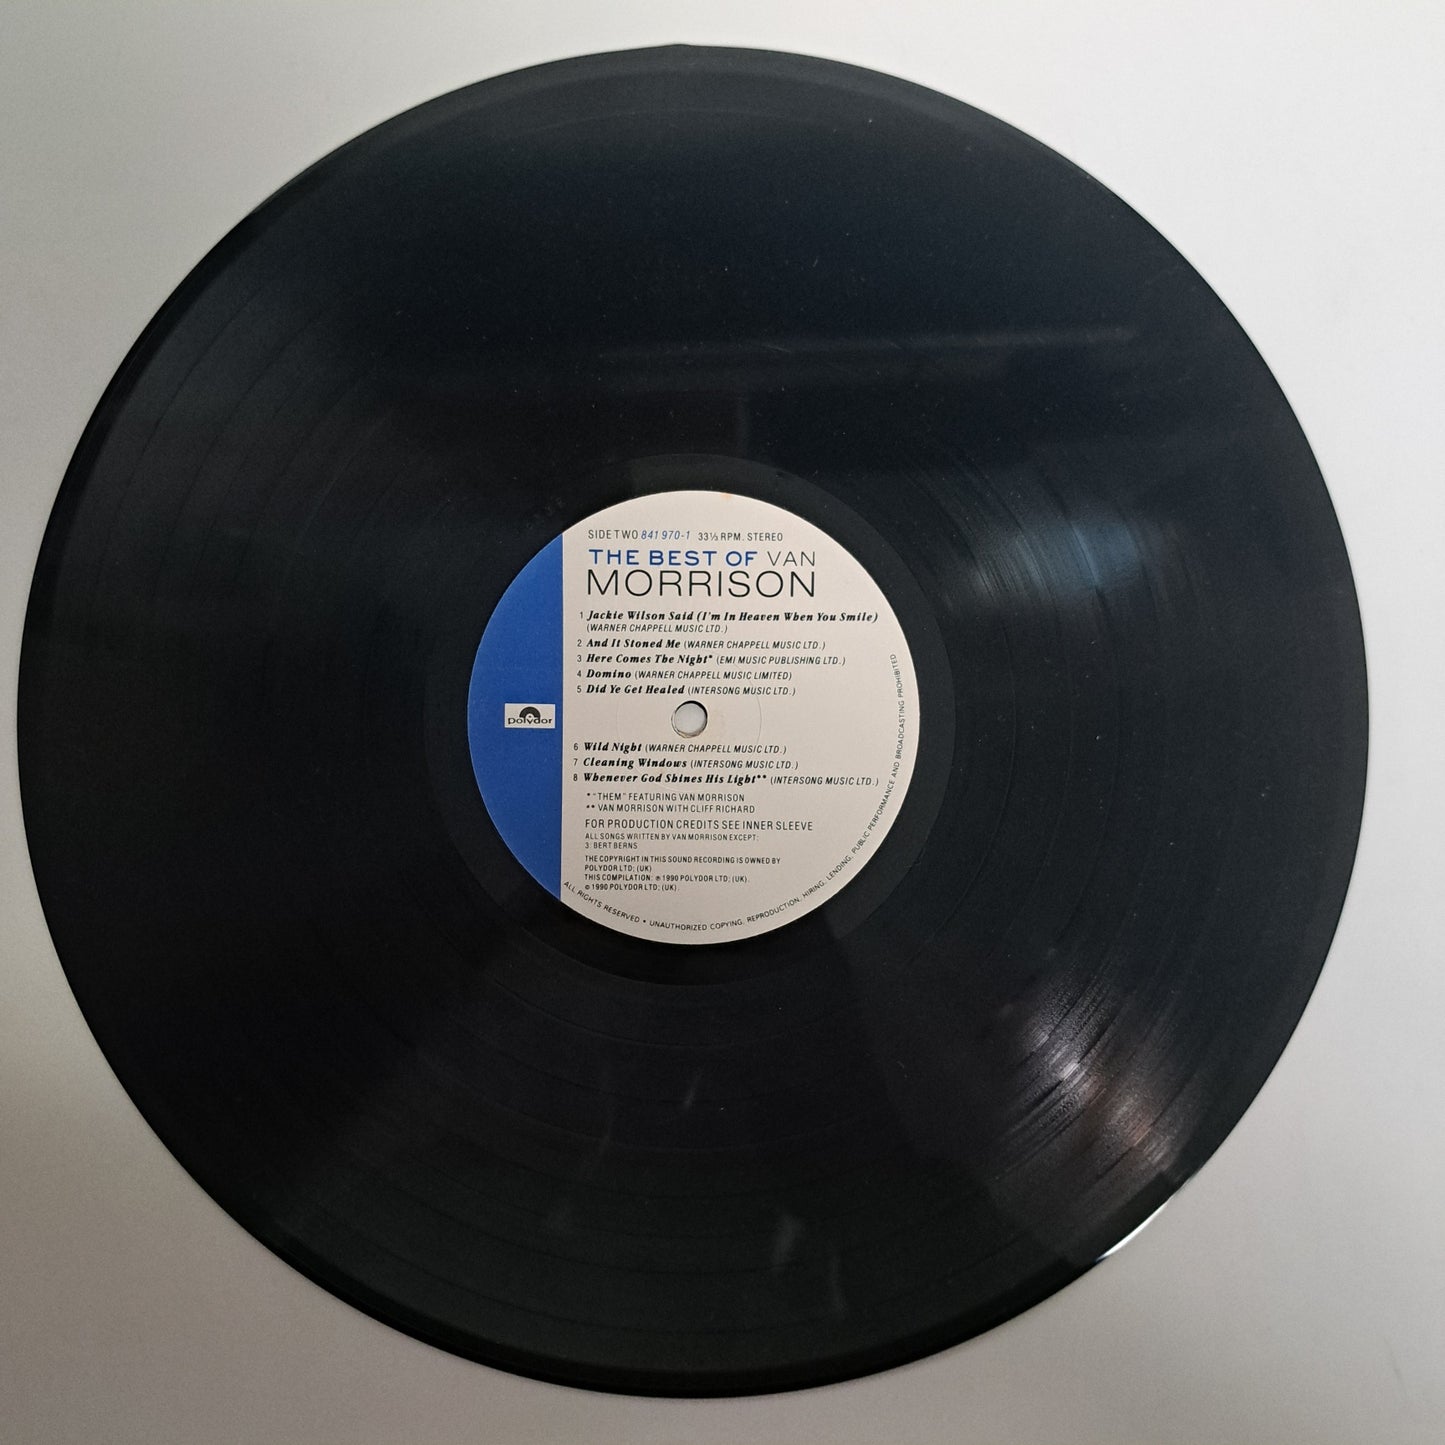 SIDE TWO 841 970-1 33⅓ RPM. STEREO
THE BEST OF VAN
MORRISON
1 Jackie Wilson Said (I'm In Heaven When You Smile)
(WARNER CHAPPELL MUSIC LTD.)
2 And It Stoned Me (WARNER CHAPPELL MUSIC LTD.)
3 Here Comes The Night* (EMI MUSIC PUBLISHING LTD.)
4 Domino (WARNER CHAPPELL MUSIC LIMITED)
5 Did Ye Get Healed (INTERSONG MUSIC LTD.)
polydor
6 Wild Night (WARNER CHAPPELL MUSIC LTD.)
7 Cleaning Windows (INTERSONG MUSIC LTD.)
8 Whenever God Shines His Light** (INTERSONG MUSIC LTD.)
* "THEM" FEATURING VAN MORRISON
** VAN MORRISON WITH CLIFF RICHARD
FOR PRODUCTION CREDITS SEE INNER SLEEVE
ALL SONGS WRITTEN BY VAN MORRISON EXCEPT;
3: BERT BERNS
THE COPYRIGHT IN THIS SOUND RECORDING IS OWNED BY
POLYDOR LTD; (UK)
THIS COMPILATION: ℗ 1990 POLYDOR LTD; (UK).
© 1990 POLYDOR LTD; (UK).
ALL RIGHTS RESERVED • UNAUTHORIZED COPYING, REPRODUCTION, HIRING, LENDING, PUBLIC PERFORMANCE AND BROADCASTING PROHIBITED